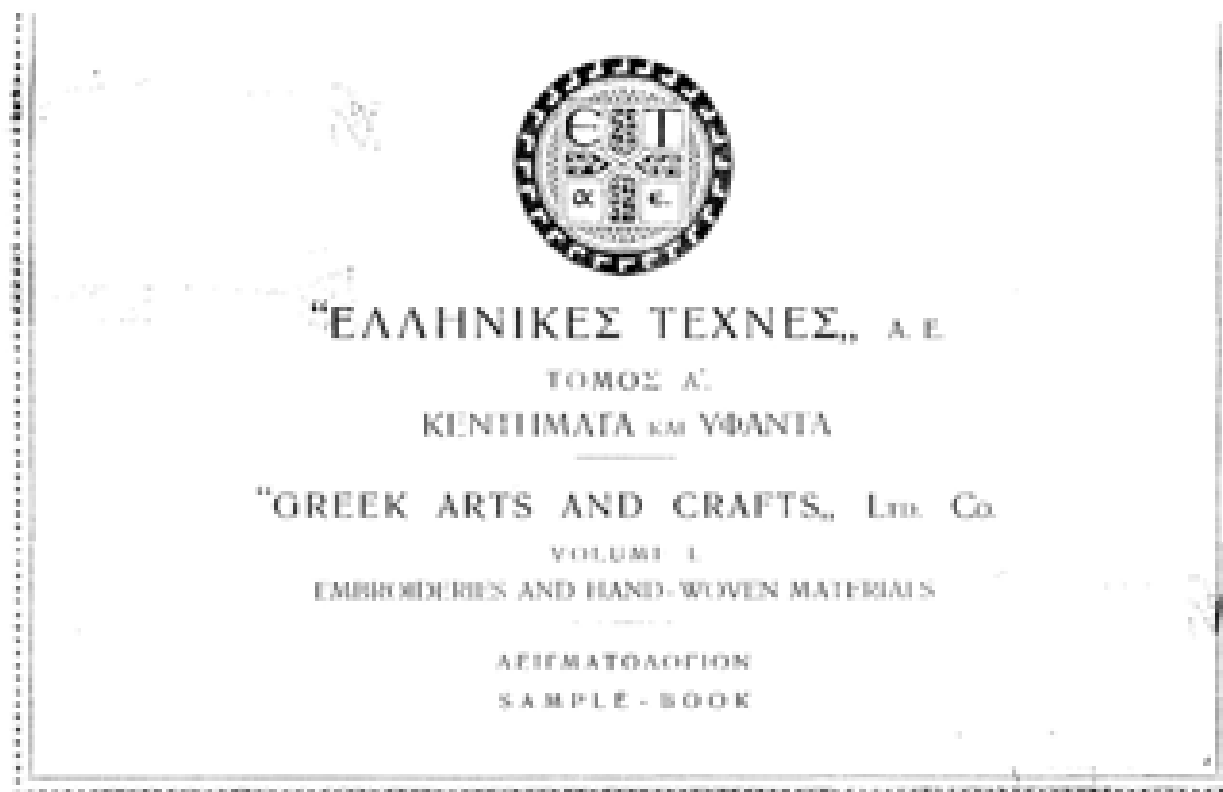 Є Τ
α ε.
"ΕΛΛΗΝΙΚΕΣ ΤΕΧΝΕΣ„ Α. Ε.
ΤΟΜΟΣ Α'.
ΚΕΝΤΗΜΑΤΑ ΚΑΙ ΥΦΑΝΤΑ
"GREEK ARTS AND CRAFTS„ LTD. CO.
VOLUME I.
EMBROIDERIES AND HAND-WOVEN MATERIALS
ΔΕΙΓΜΑΤΟΛΟΓΙΟΝ
SAMPLE-BOOK